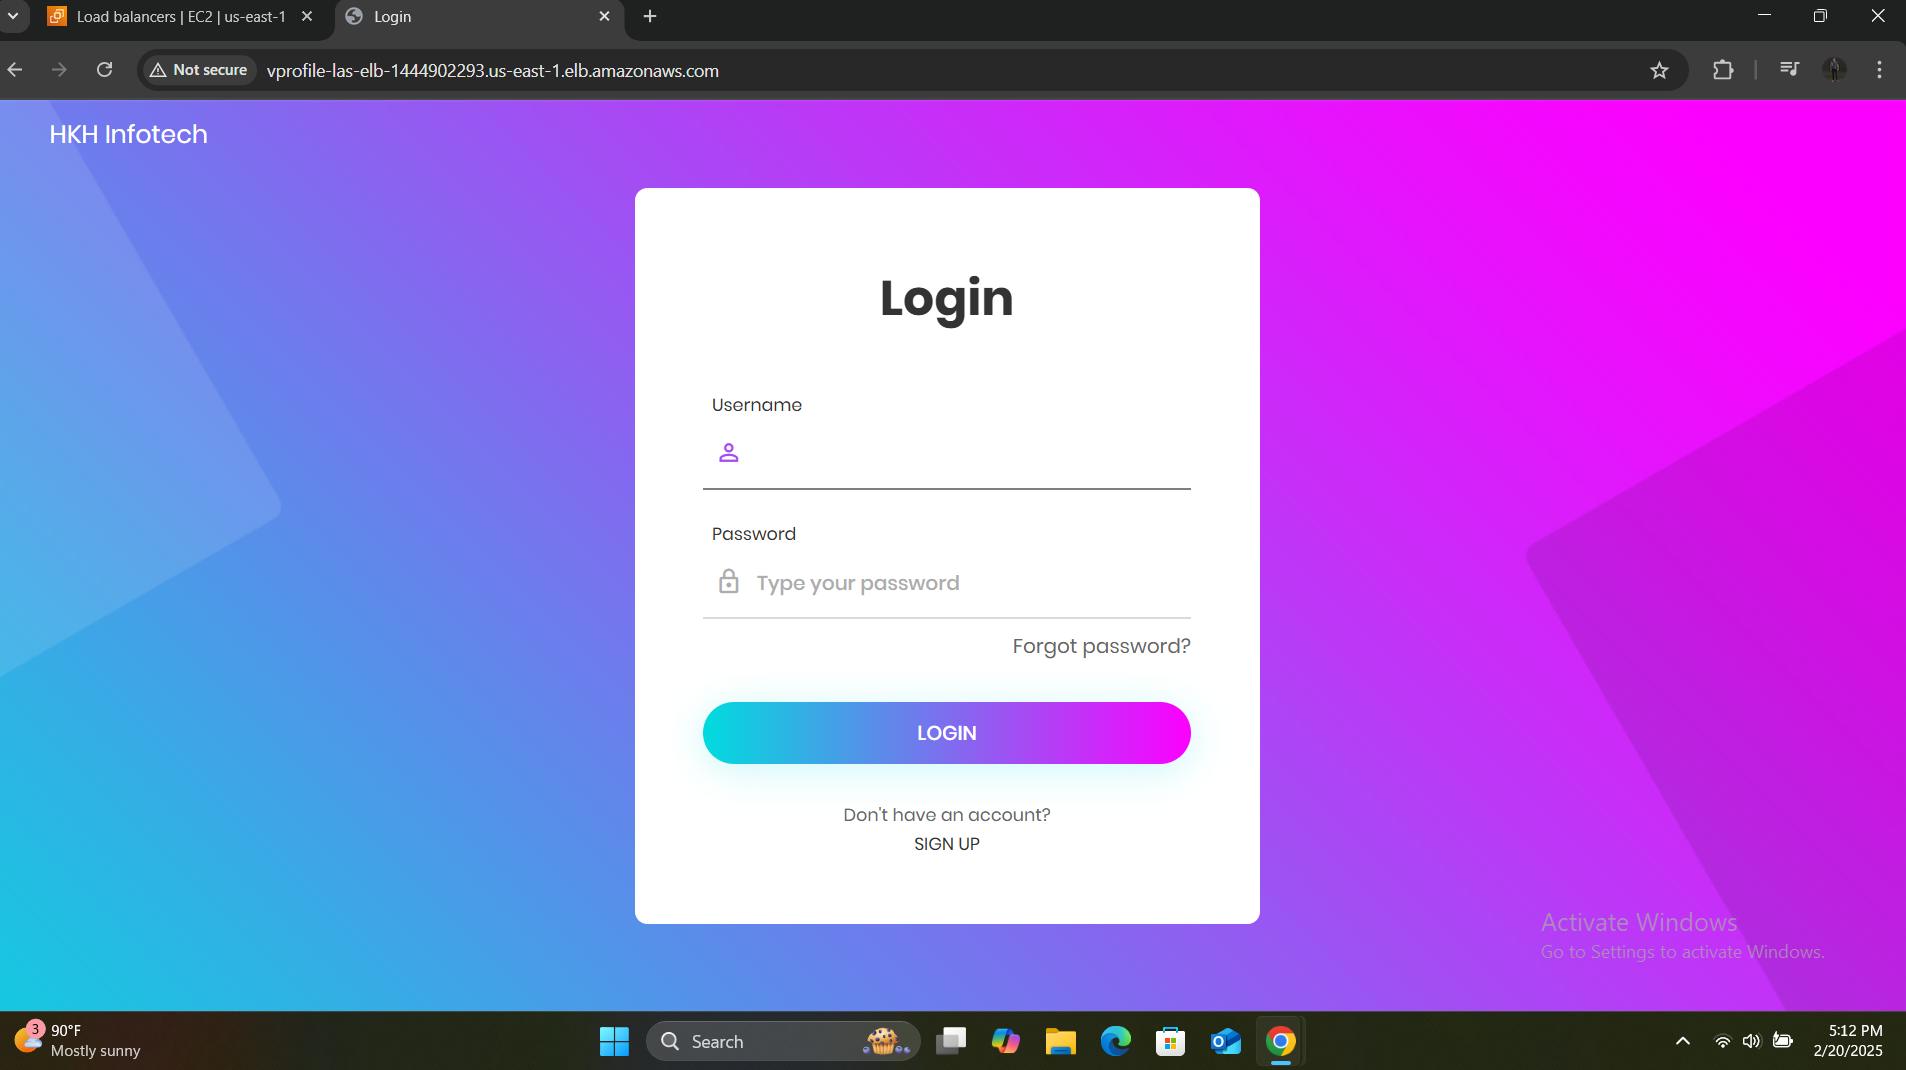 Load balancers | EC2 | us-east-1
Login
Not secure
vprofile-las-elb-1444902293.us-east-1.elb.amazonaws.com
HKH Infotech
Login
Username
Password
Type your password
Forgot password?
LOGIN
Don't have an account?
SIGN UP
Activate Windows
Go to Settings to activate Windows.
3
90°F
Mostly sunny
Search
5:12 PM
2/20/2025